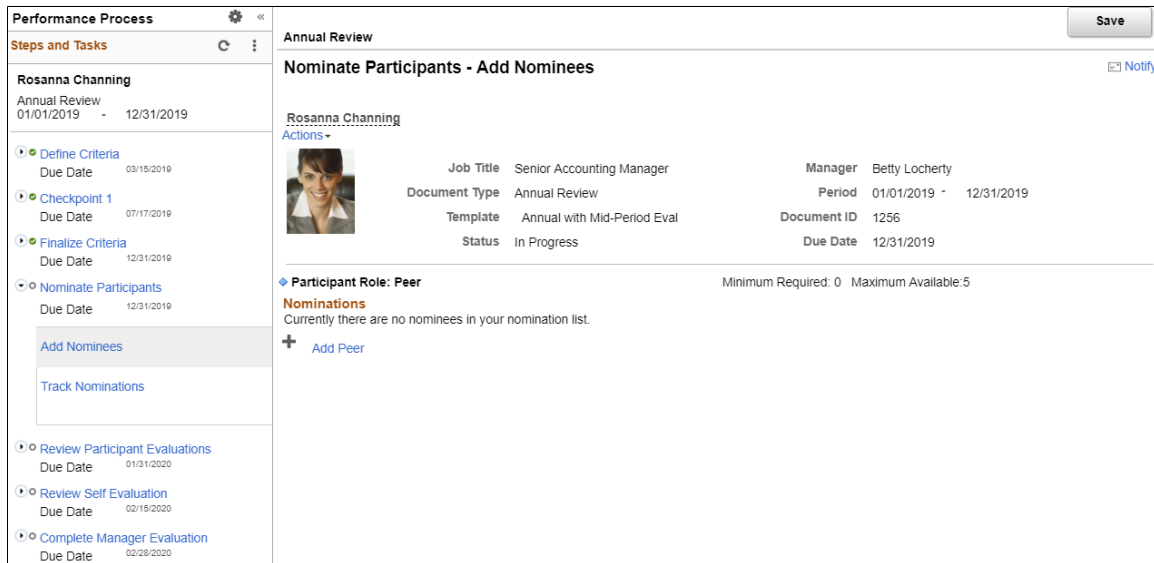 Performance Process
«
Steps and Tasks
Rosanna Channing
Annual Review
01/01/2019 - 12/31/2019
Define Criteria
Due Date 03/15/2019
Checkpoint 1
Due Date 07/17/2019
Finalize Criteria
Due Date 12/31/2019
Nominate Participants
Due Date 12/31/2019
Add Nominees
Track Nominations
Review Participant Evaluations
Due Date 01/31/2020
Review Self Evaluation
Due Date 02/15/2020
Complete Manager Evaluation
Due Date 02/28/2020
Save
Annual Review
Nominate Participants - Add Nominees
Notify
Rosanna Channing
Actions
Job Title Senior Accounting Manager Manager Betty Locherty
Document Type Annual Review Period 01/01/2019 - 12/31/2019
Template Annual with Mid-Period Eval Document ID 1256
Status In Progress Due Date 12/31/2019
Participant Role: Peer Minimum Required: 0 Maximum Available:5
Nominations
Currently there are no nominees in your nomination list.
Add Peer